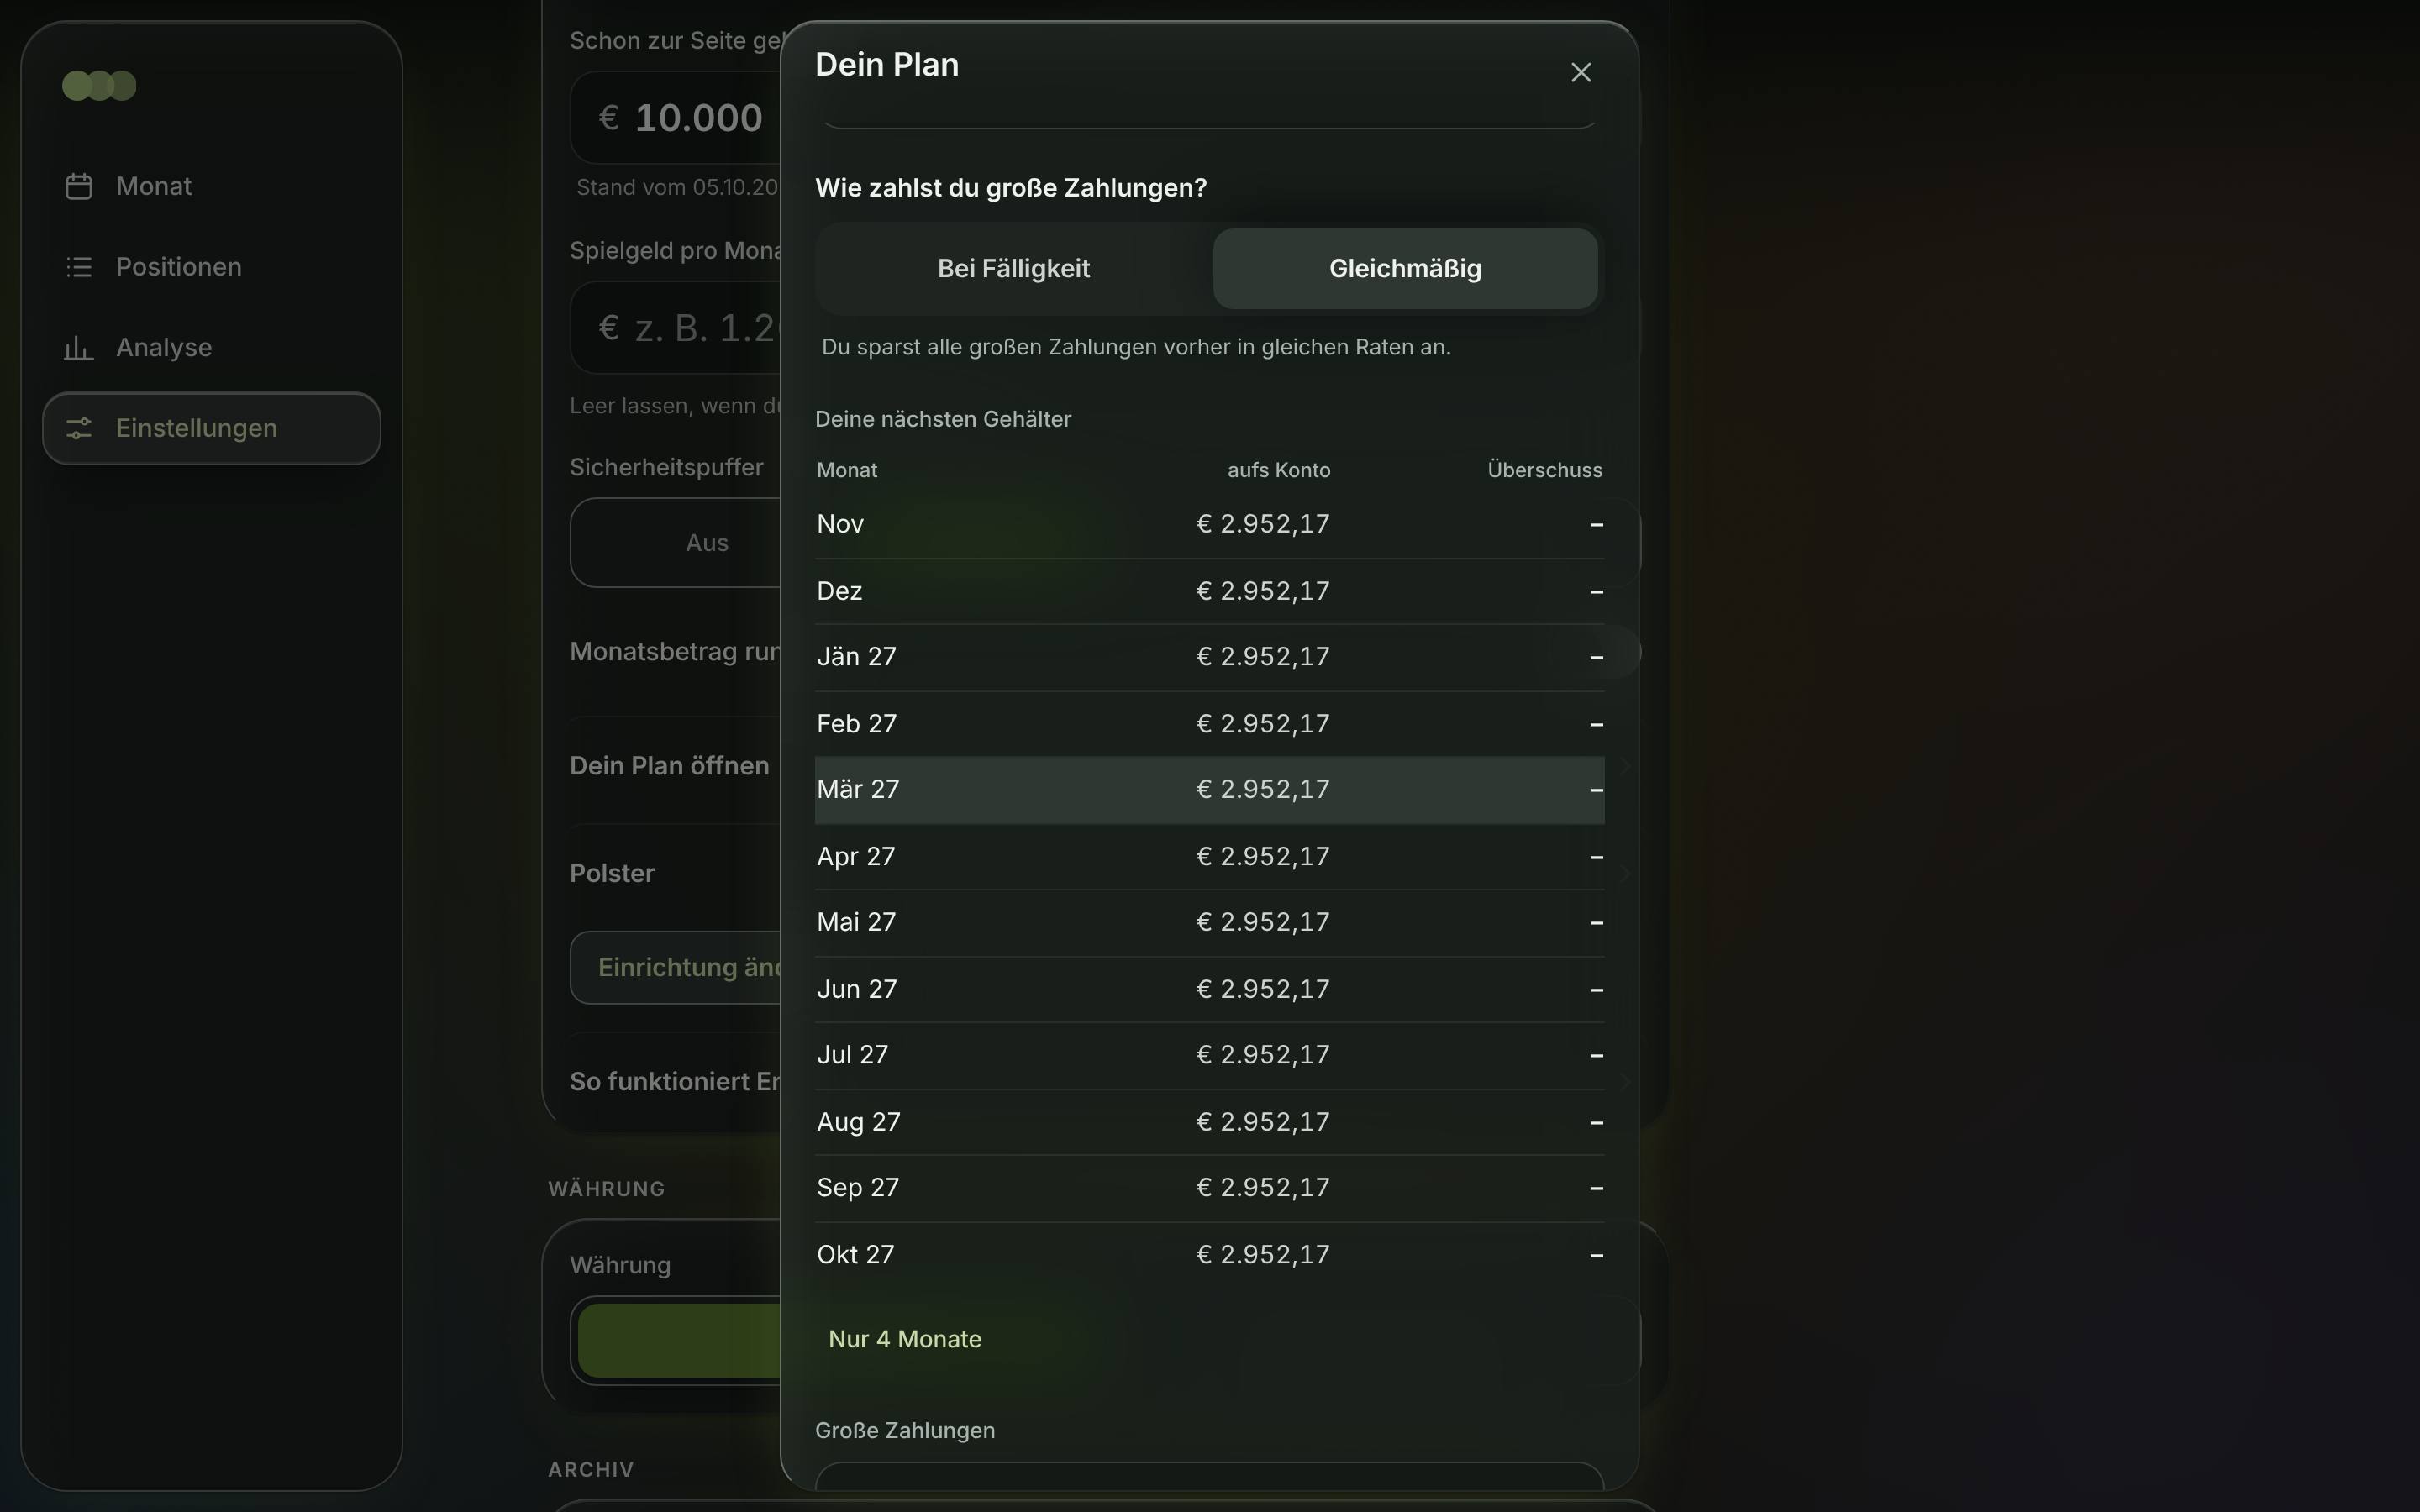 Monat
Positionen
Analyse
Einstellungen
Schon zur Seite
€ 10.000
Stand vom 05.10.20
Spielgeld pro
€ z. B. 1.2
Leer lassen, wenn
Sicherheitspuffer
Aus
Monatsbetrag
Dein Plan öffnen
Polster
Einrichtung
So funktioniert
WÄHRUNG
Währung
ARCHIV
Dein Plan
Wie zahlst du große Zahlungen?
Bei Fälligkeit Gleichmäßig
Du sparst alle großen Zahlungen vorher in gleichen Raten an.
Deine nächsten Gehälter
Monat aufs Konto Überschuss
Nov € 2.952,17 –
Dez € 2.952,17 –
Jän 27 € 2.952,17 –
Feb 27 € 2.952,17 –
Mär 27 € 2.952,17 –
Apr 27 € 2.952,17 –
Mai 27 € 2.952,17 –
Jun 27 € 2.952,17 –
Jul 27 € 2.952,17 –
Aug 27 € 2.952,17 –
Sep 27 € 2.952,17 –
Okt 27 € 2.952,17 –
Nur 4 Monate
Große Zahlungen